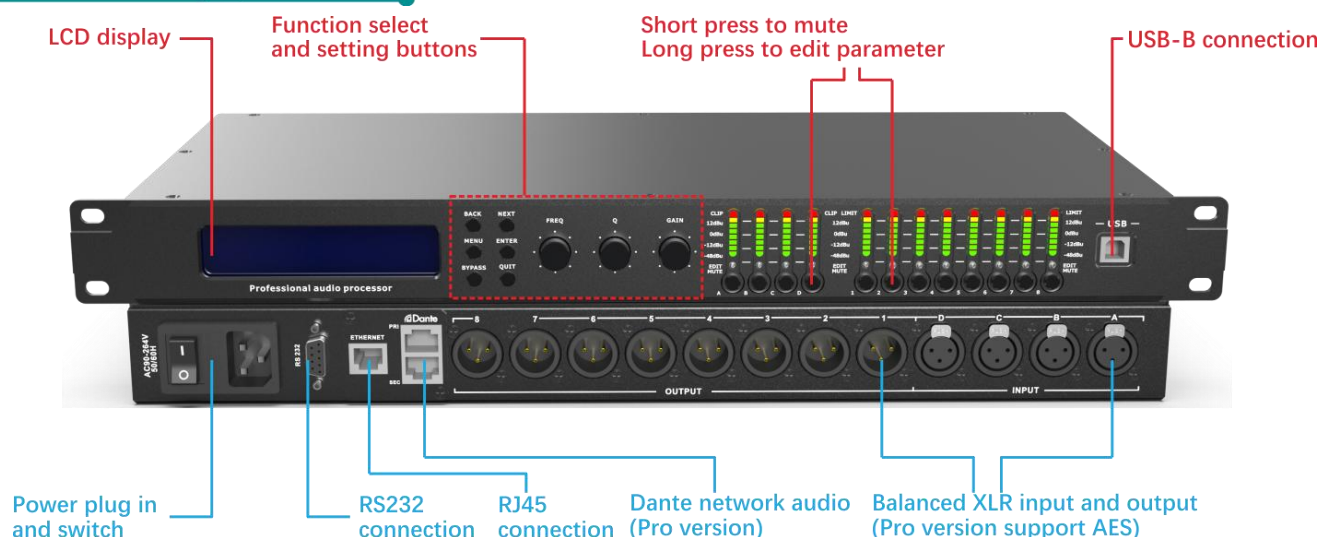 LCD display
Function select
and setting buttons
Short press to mute
Long press to edit parameter
USB-B connection
BACK NEXT
MENU ENTER
BYPASS QUIT
FREQ Q GAIN
Professional audio processor
CLIP
12dBu
0dBu
-12dBu
-48dBu
EDIT
MUTE
A B C D
CLIP LIMIT
12dBu
0dBu
-12dBu
-48dBu
EDIT
MUTE
1 2 3 4 5 6 7 8
LIMIT
12dBu
0dBu
-12dBu
-48dBu
EDIT
MUTE
USB
AC90-264V
50/60H
RS 232
ETHERNET
Dante
PRI
SEC
8 7 6 5 4 3 2 1
OUTPUT
D C B A
INPUT
Power plug in
and switch
RS232
connection
RJ45
connection
Dante network audio
(Pro version)
Balanced XLR input and output
(Pro version support AES)